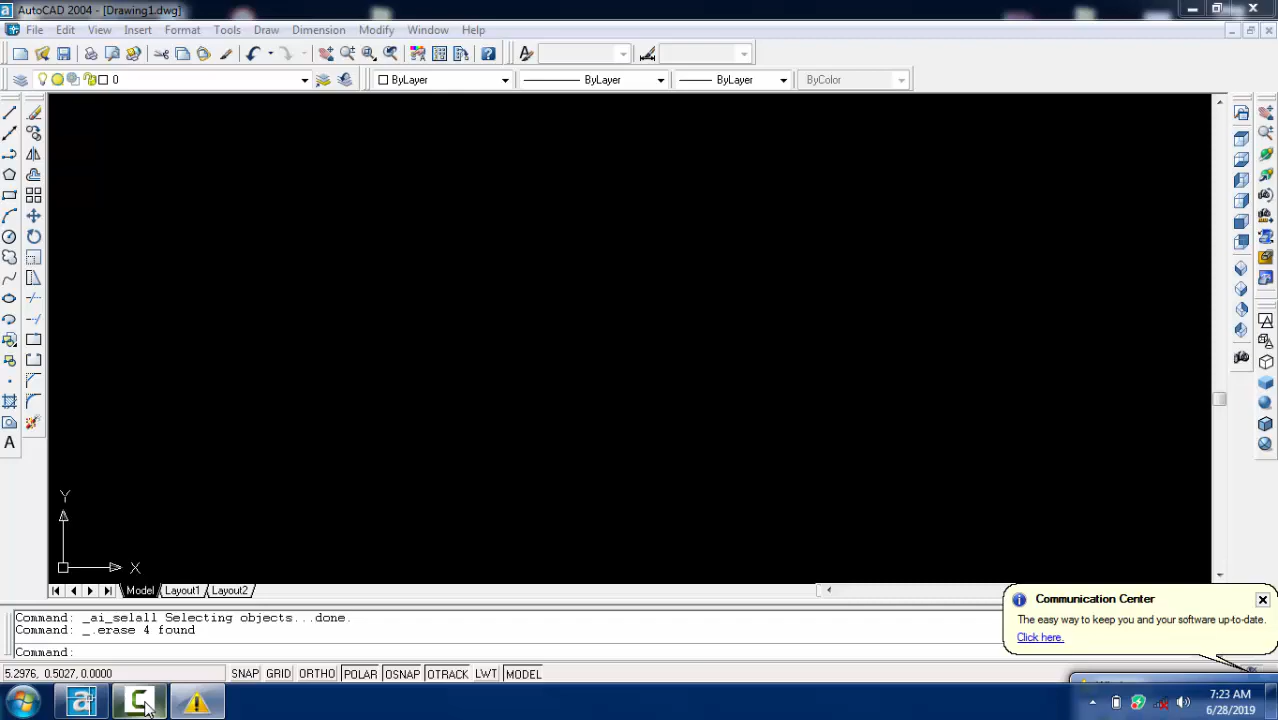 AutoCAD 2004 - [Drawing1.dwg]
File Edit View Insert Format Tools Draw Dimension Modify Window Help
0 ByLayer ByLayer ByLayer ByColor
A
Y
X
Model Layout1 Layout2
Communication Center
The easy way to keep you and your software up-to-date.
Click here.
Command: _ai_selall Selecting objects...done.
Command: _.erase 4 found
Command:
5.2976, 0.5027, 0.0000 SNAP GRID ORTHO POLAR OSNAP OTRACK LWT MODEL
7:23 AM
6/28/2019